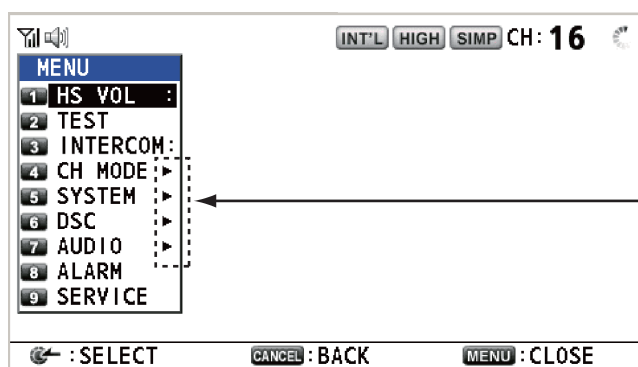 INT'L HIGH SIMP CH: 16
MENU
1 HS VOL :
2 TEST
3 INTERCOM:
4 CH MODE ►
5 SYSTEM ►
6 DSC ►
7 AUDIO ►
8 ALARM
9 SERVICE
: SELECT CANCEL : BACK MENU : CLOSE